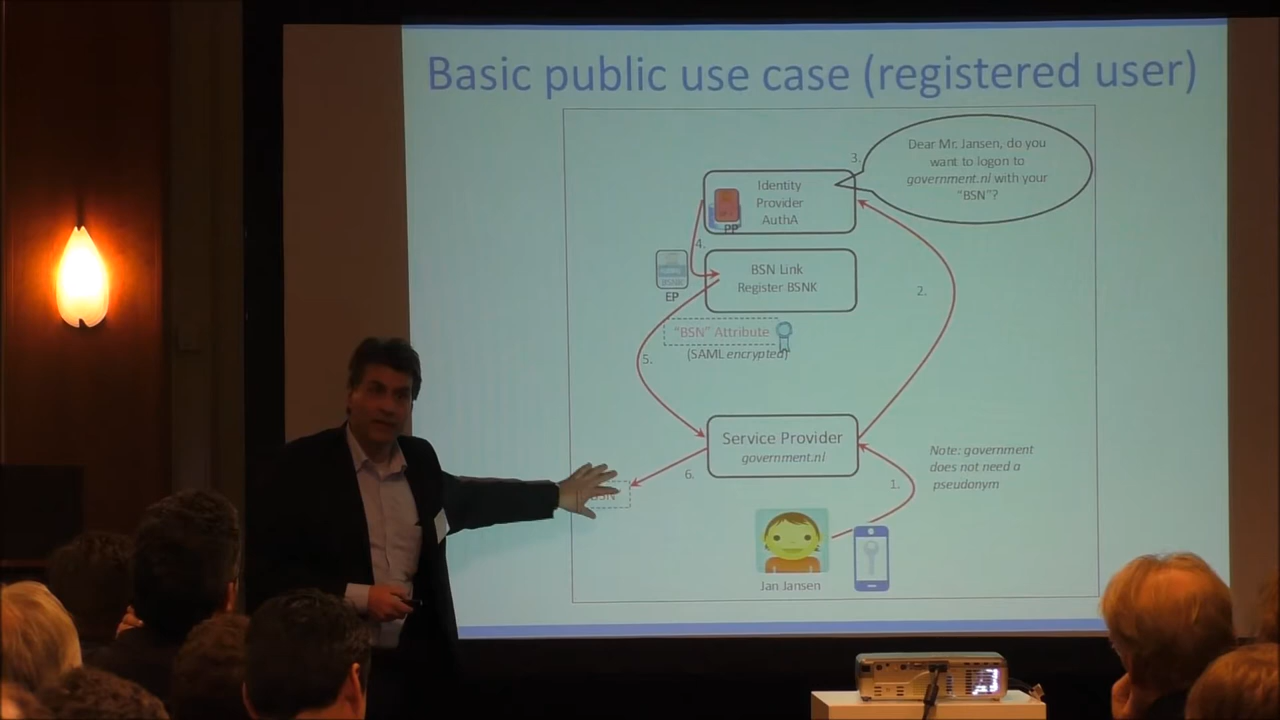 Basic public use case (registered user)
3.
Dear Mr. Jansen, do you
want to logon to
government.nl with your
“BSN”?
Identity
Provider
AuthA
PP
4.
BSN Link
Register BSNK
EP
2.
“BSN” Attribute
(SAML encrypted)
5.
Service Provider
government.nl
6.
BSN
1.
Note: government
does not need a
pseudonym
Jan Jansen